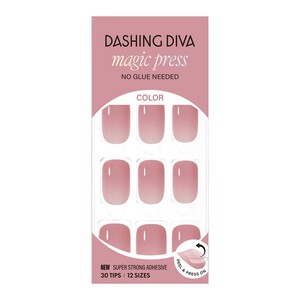 DASHING DIVA
magic press
NO GLUE NEEDED
COLOR
PEEL & PRESS ON
NEW SUPER STRONG ADHESIVE
30 TIPS | 12 SIZES